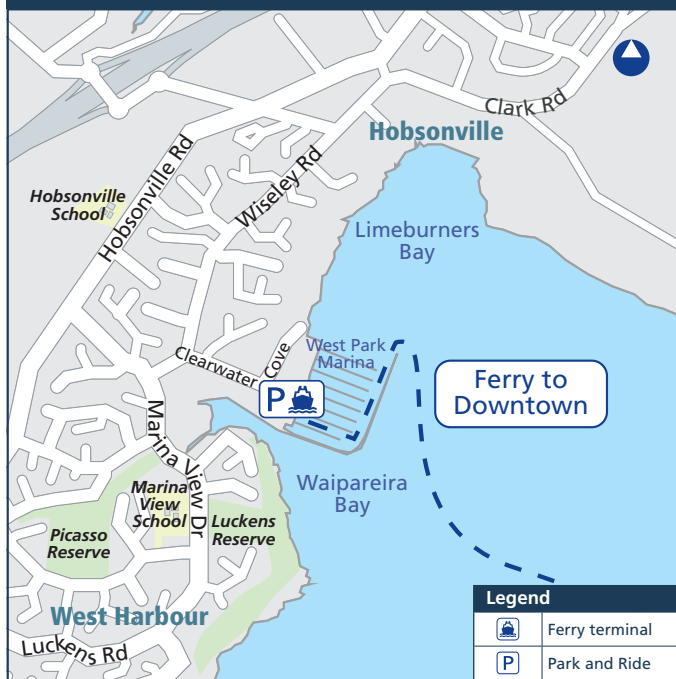 Clark Rd
Hobsonville
Hobsonville Rd
Wiseley Rd
Hobsonville
School
Limeburners
Bay
West Park
Marina
Clearwater Cove
P
Ferry to
Downtown
Marina View Dr
Waipareira
Bay
Marina
View
School
Luckens
Reserve
Picasso
Reserve
West Harbour
Luckens Rd
Legend
Ferry terminal
P Park and Ride